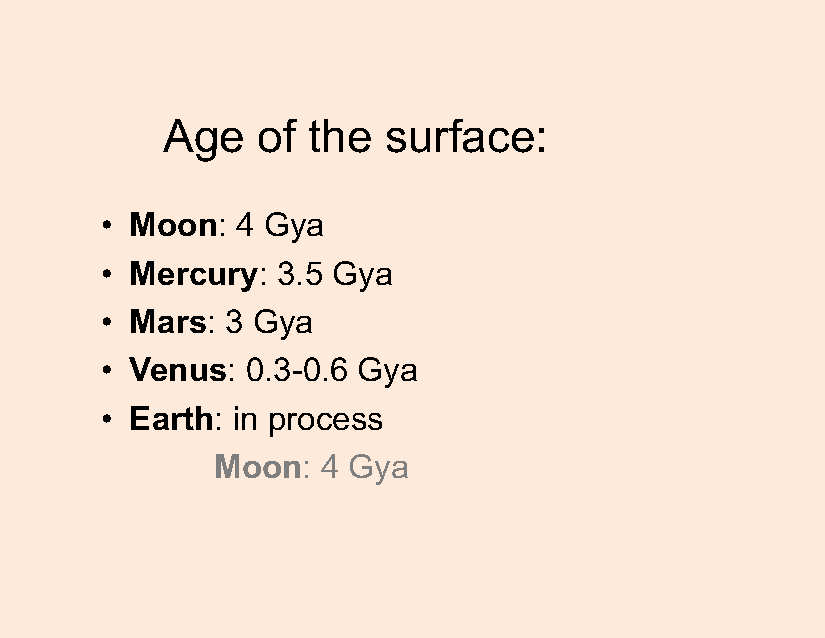 Age of the surface:
• Moon: 4 Gya
• Mercury: 3.5 Gya
• Mars: 3 Gya
• Venus: 0.3-0.6 Gya
• Earth: in process
Moon: 4 Gya